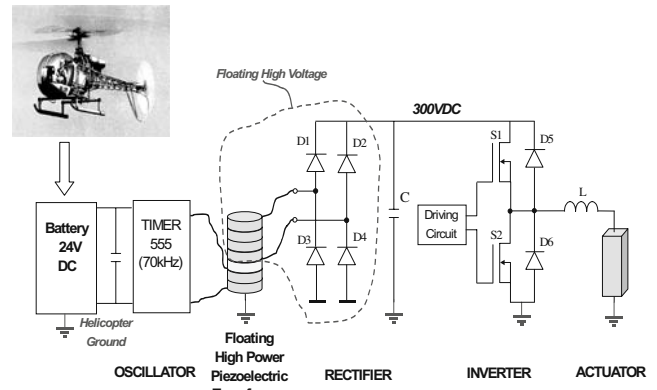 Floating High Voltage
300VDC
D1
D2
S1
D5
L
C
Battery
24V
DC
TIMER
555
(70kHz)
Driving
Circuit
D3
D4
S2
D6
Helicopter
Ground
Floating
High Power
Piezoelectric
OSCILLATOR
RECTIFIER
INVERTER
ACTUATOR